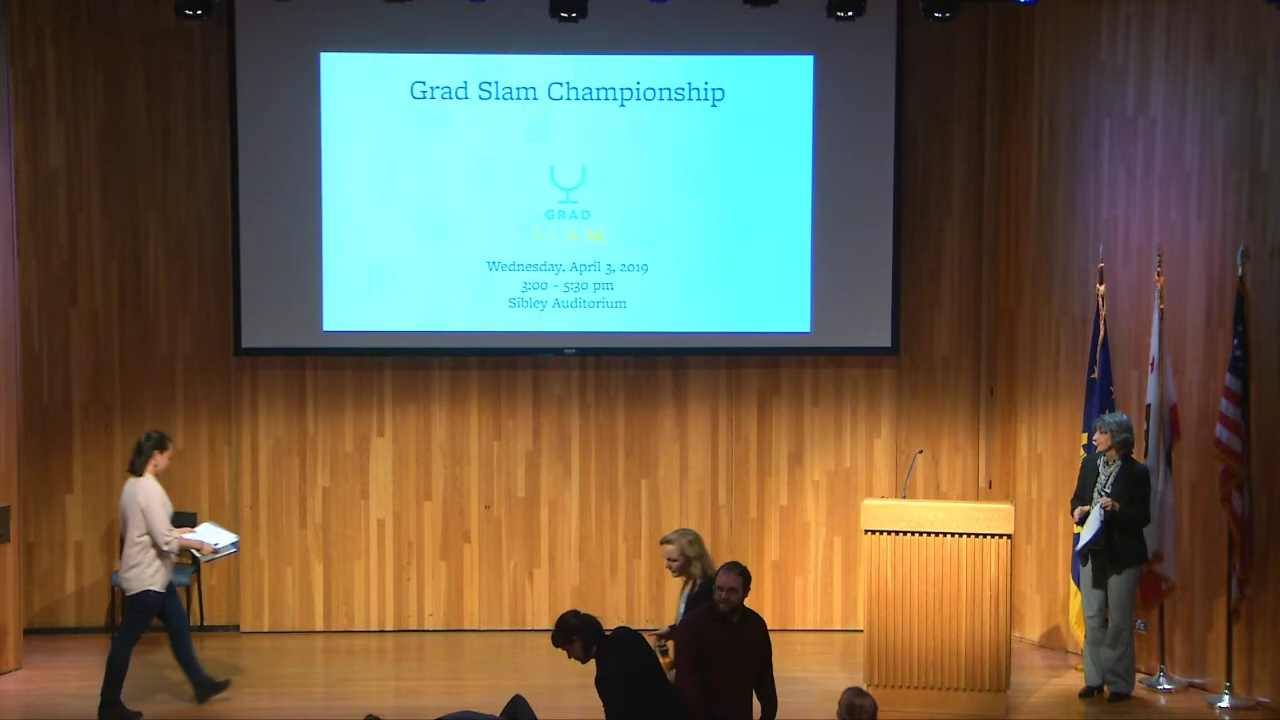 Grad Slam Championship
GRAD
SLAM
Wednesday, April 3, 2019
3:00 – 5:30 pm
Sibley Auditorium